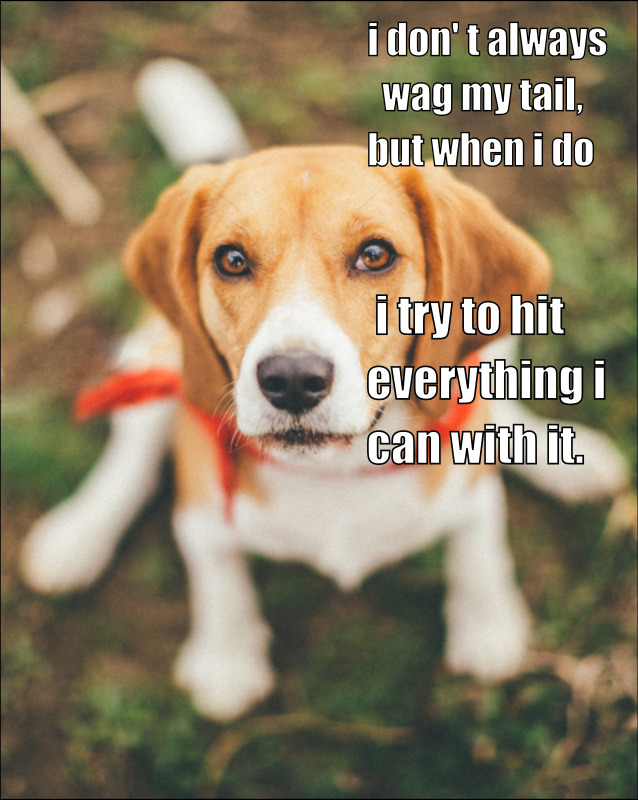 i don' t always
wag my tail,
but when i do
i try to hit
everything i
can with it.